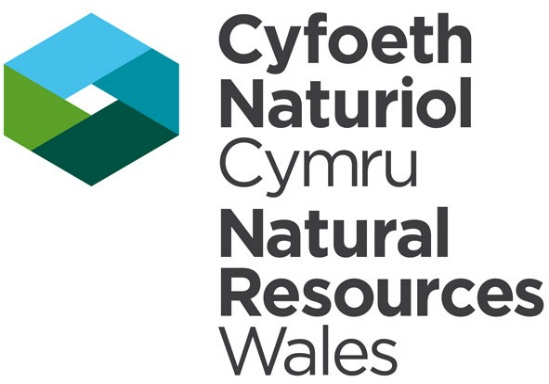 Cyfoeth
Naturiol
Cymru
Natural
Resources
Wales